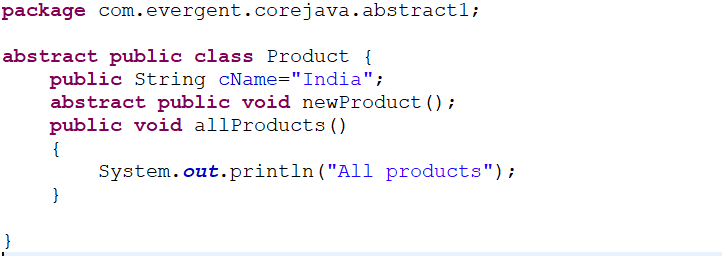 package com.evergent.corejava.abstract1;
abstract public class Product {
public String cName="India";
abstract public void newProduct();
public void allProducts()
{
System.out.println("All products");
}
}